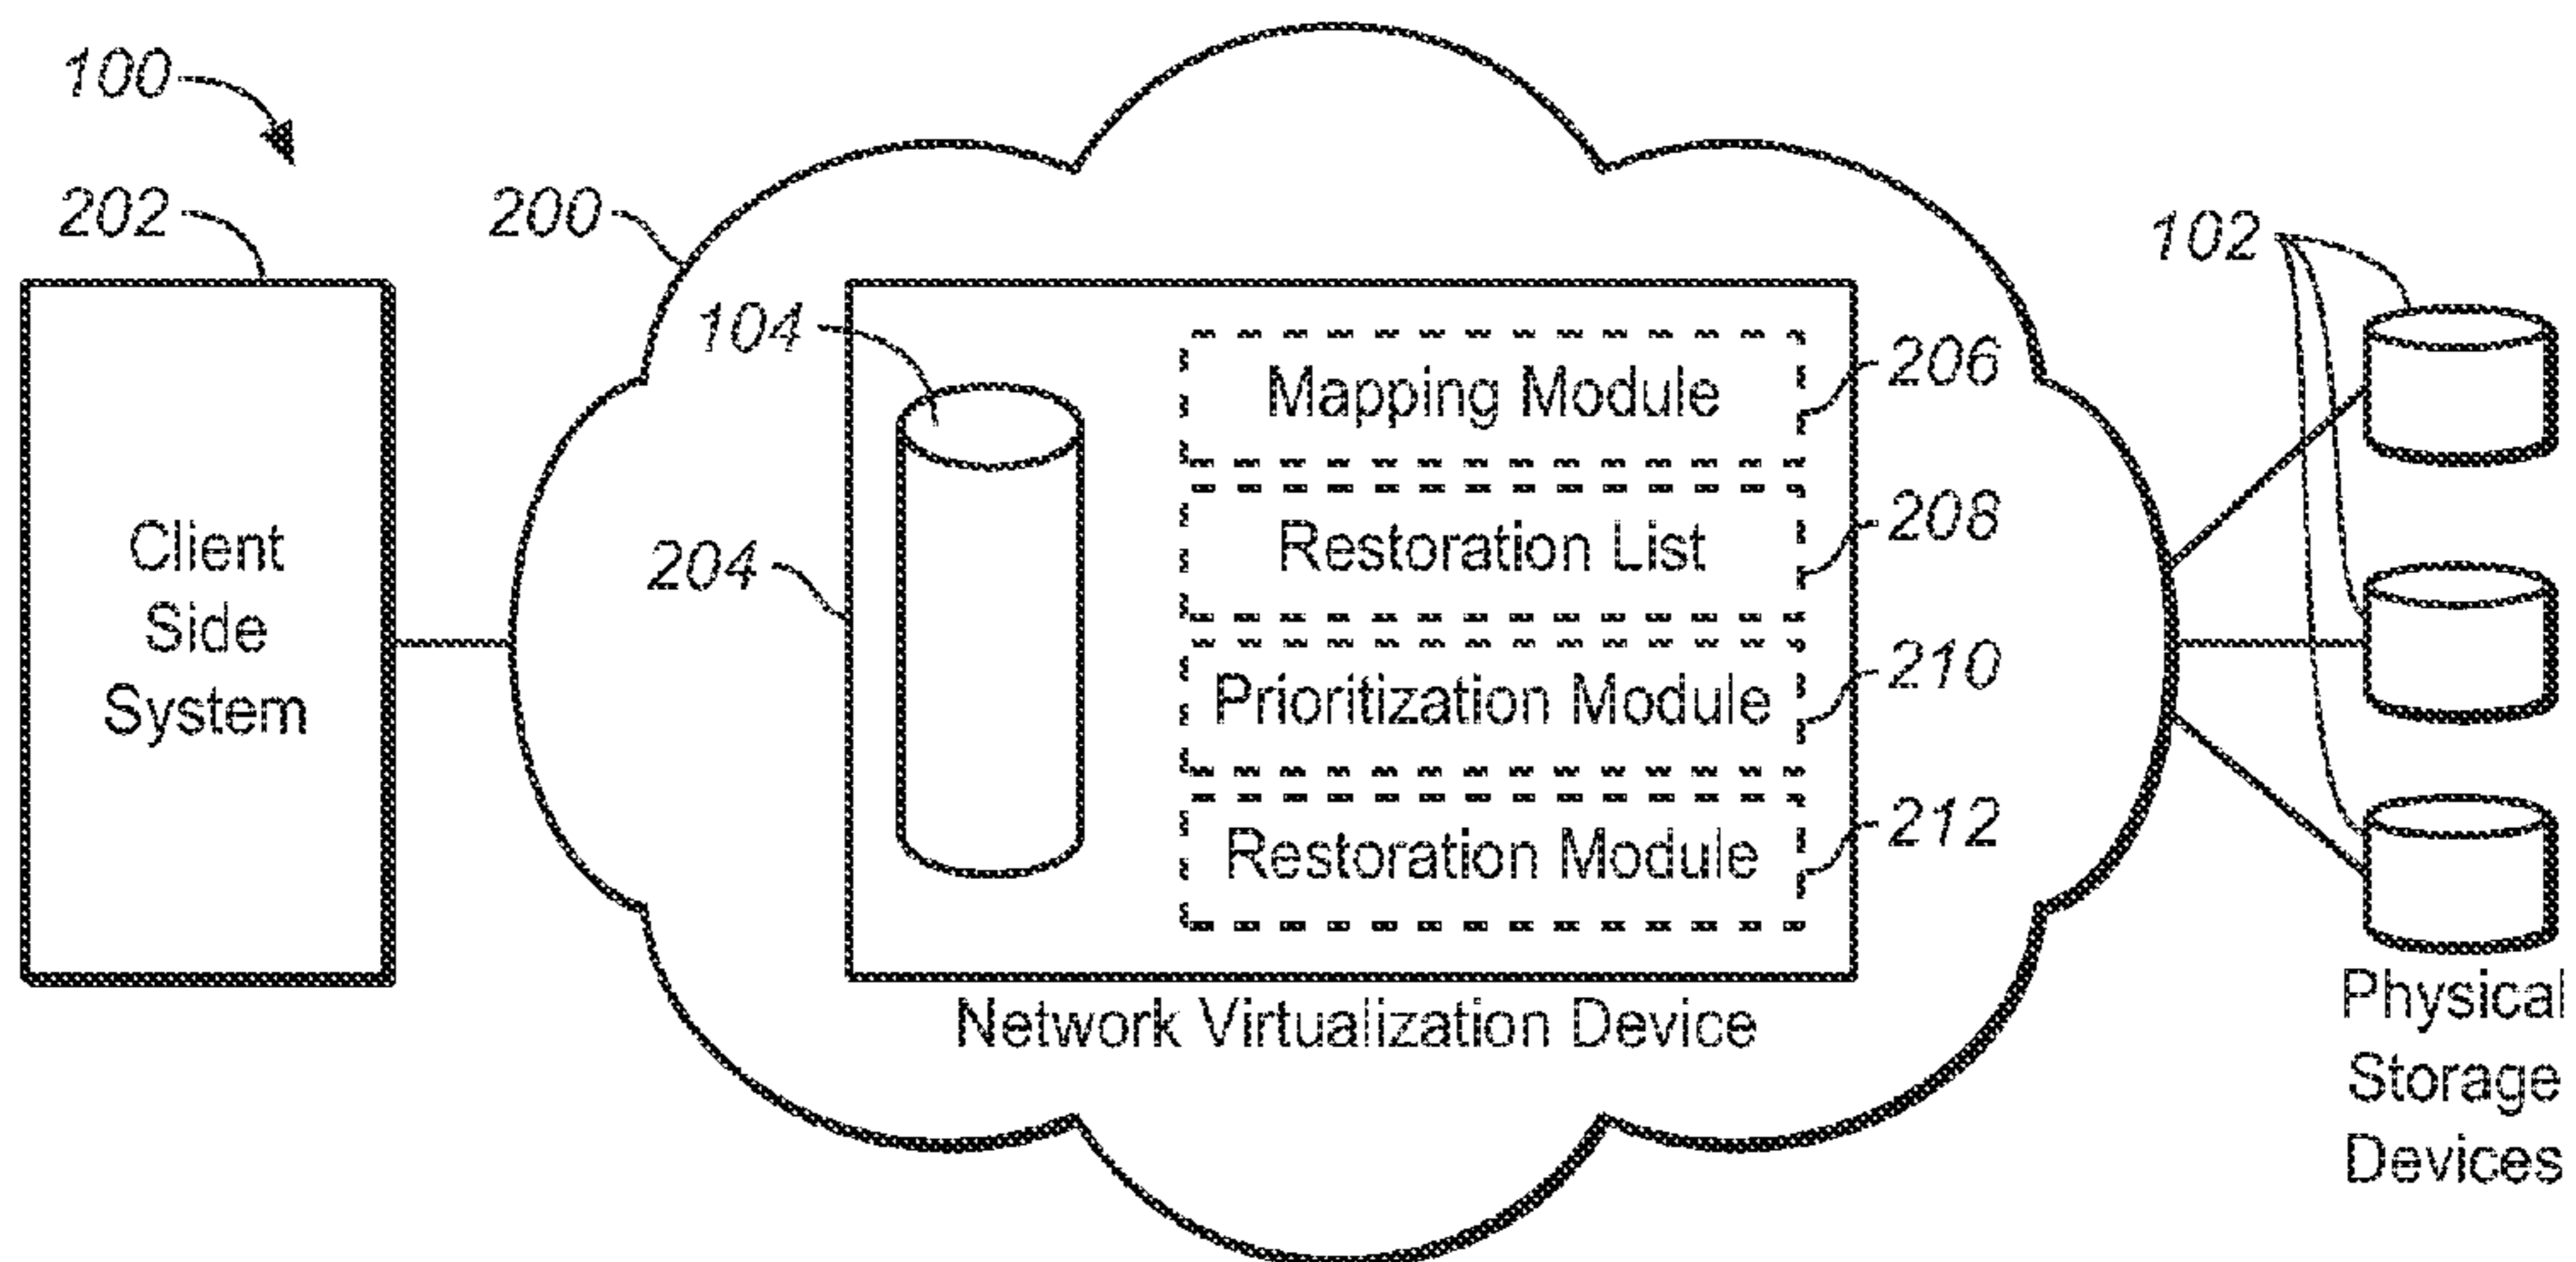 100
202
200
102
104
Mapping Module
206
Client
Side
System
204
Restoration List
208
Prioritization Module
210
Restoration Module
212
Network Virtualization Device
Physical
Storage
Devices